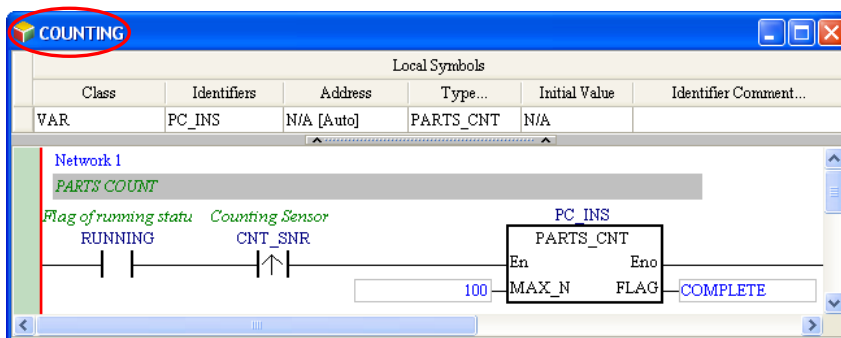 COUNTING
Local Symbols
Class Identifiers Address Type... Initial Value Identifier Comment...
VAR PC_INS N/A [Auto] PARTS_CNT N/A
Network 1
PARTS COUNT
Flag of running statu Counting Sensor PC_INS
RUNNING CNT_SNR PARTS_CNT
En Eno
100 MAX_N FLAG COMPLETE